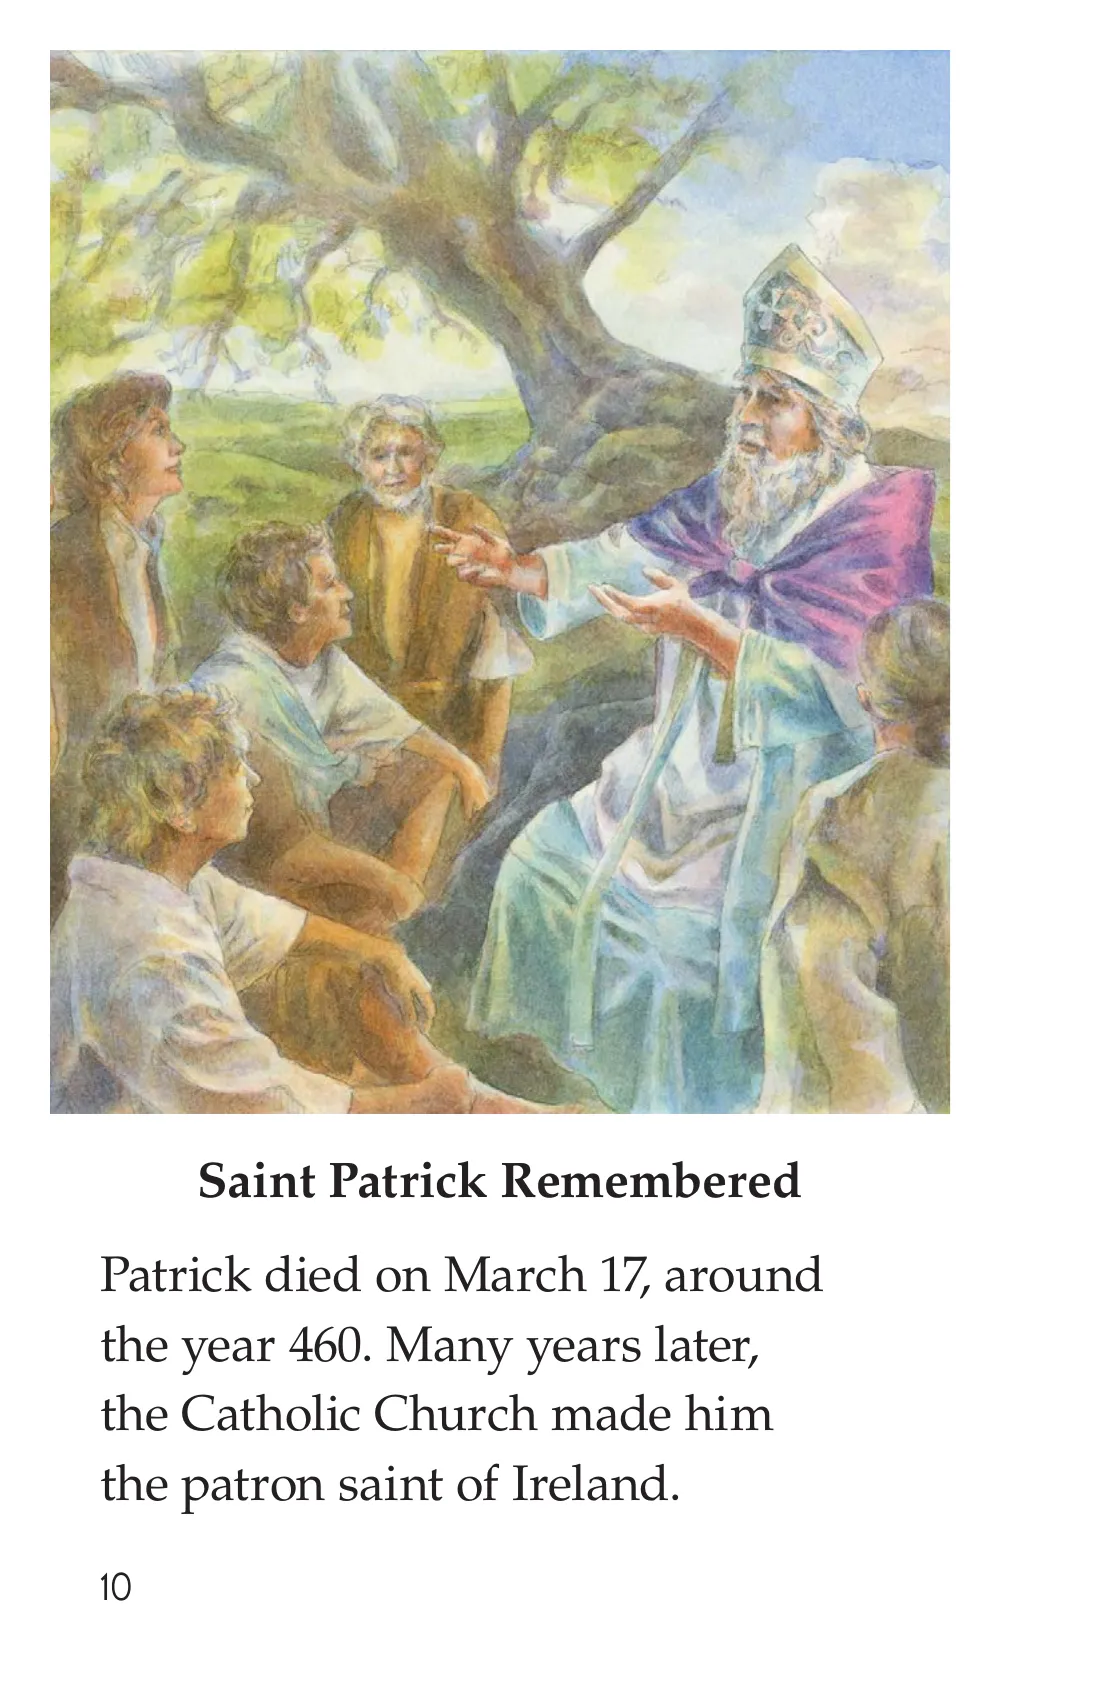 Saint Patrick Remembered
Patrick died on March 17, around
the year 460. Many years later,
the Catholic Church made him
the patron saint of Ireland.
10